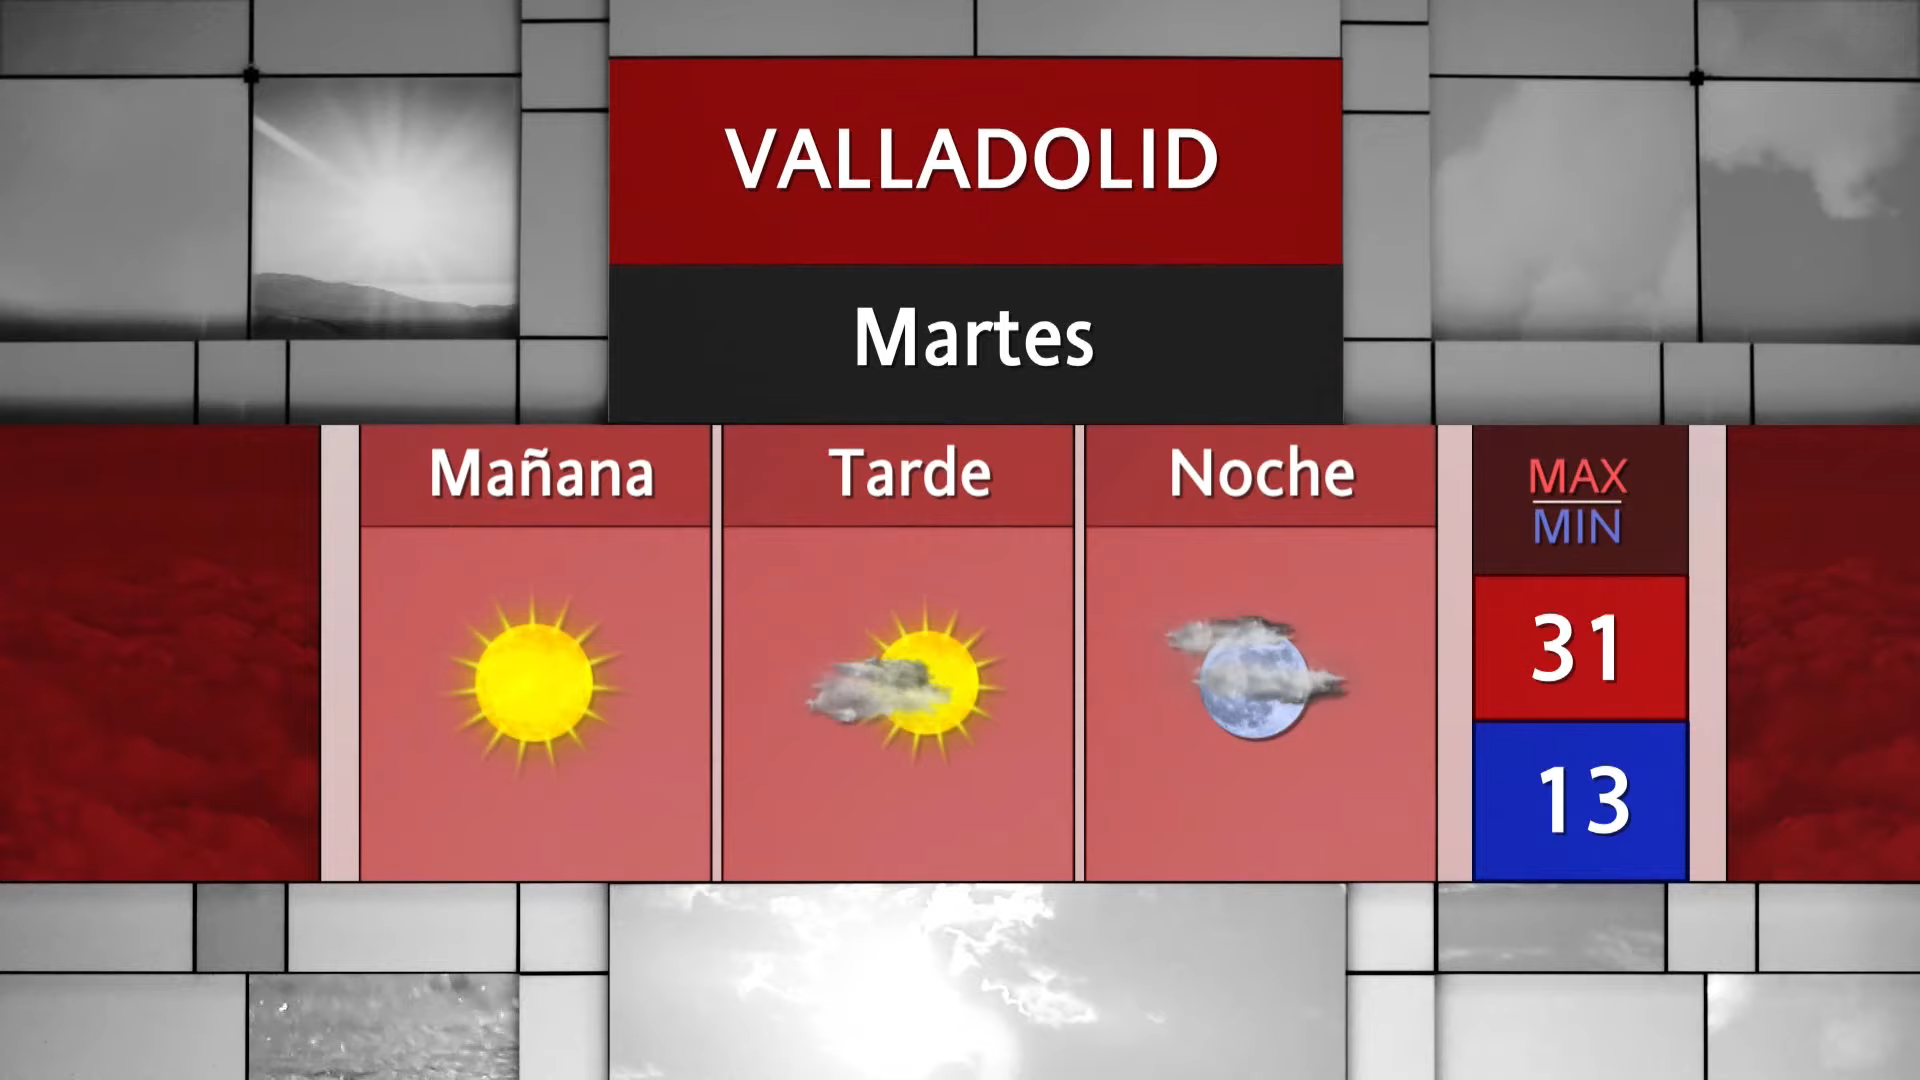 VALLADOLID
Martes
Mañana
Tarde
Noche
MAX
MIN
31
13